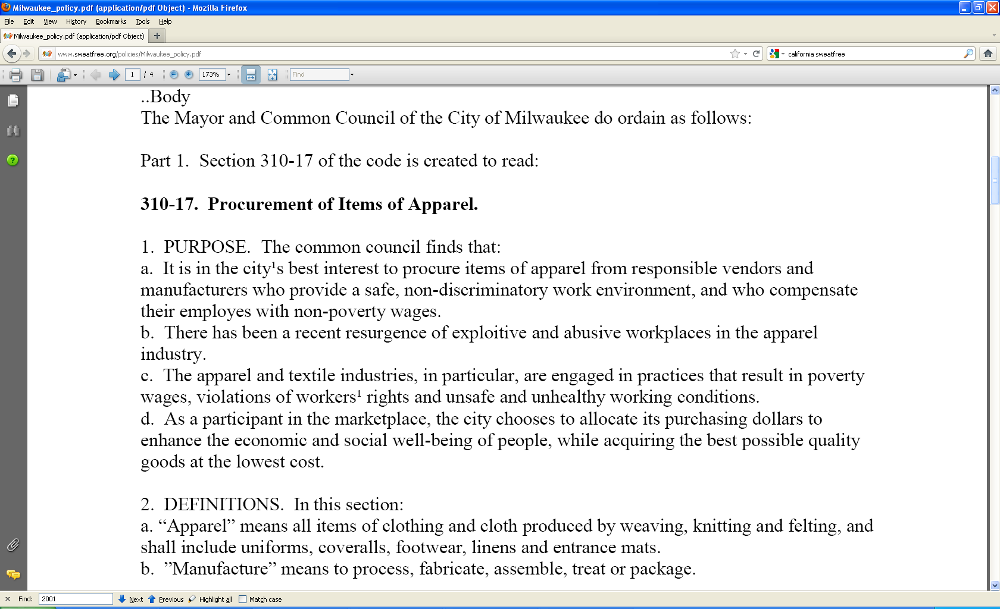 Milwaukee_policy.pdf (application/pdf Object) - Mozilla Firefox
File Edit View History Bookmarks Tools Help
Milwaukee_policy.pdf (application/pdf Object) +
www.sweatfree.org/policies/Milwaukee_policy.pdf california sweatfree
1 / 4 173% Find
..Body
The Mayor and Common Council of the City of Milwaukee do ordain as follows:
Part 1. Section 310-17 of the code is created to read:
310-17. Procurement of Items of Apparel.
1. PURPOSE. The common council finds that:
a. It is in the city¹s best interest to procure items of apparel from responsible vendors and
manufacturers who provide a safe, non-discriminatory work environment, and who compensate
their employes with non-poverty wages.
b. There has been a recent resurgence of exploitive and abusive workplaces in the apparel
industry.
c. The apparel and textile industries, in particular, are engaged in practices that result in poverty
wages, violations of workers¹ rights and unsafe and unhealthy working conditions.
d. As a participant in the marketplace, the city chooses to allocate its purchasing dollars to
enhance the economic and social well-being of people, while acquiring the best possible quality
goods at the lowest cost.
2. DEFINITIONS. In this section:
a. “Apparel” means all items of clothing and cloth produced by weaving, knitting and felting, and
shall include uniforms, coveralls, footwear, linens and entrance mats.
b. ”Manufacture” means to process, fabricate, assemble, treat or package.
× Find: 2001 Next Previous Highlight all Match case